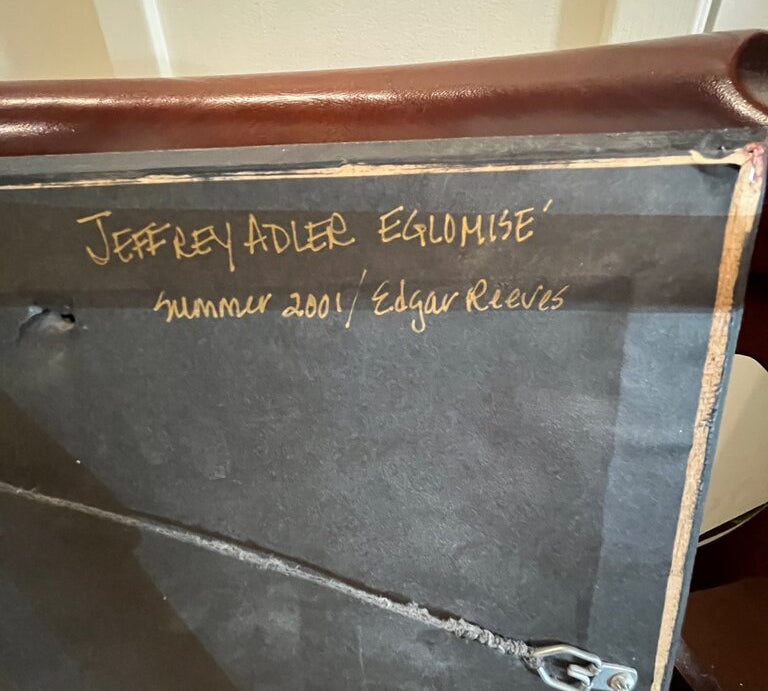 JEFFREY ADLER EGLOMISE´
Summer 2001/ Edgar Reeves